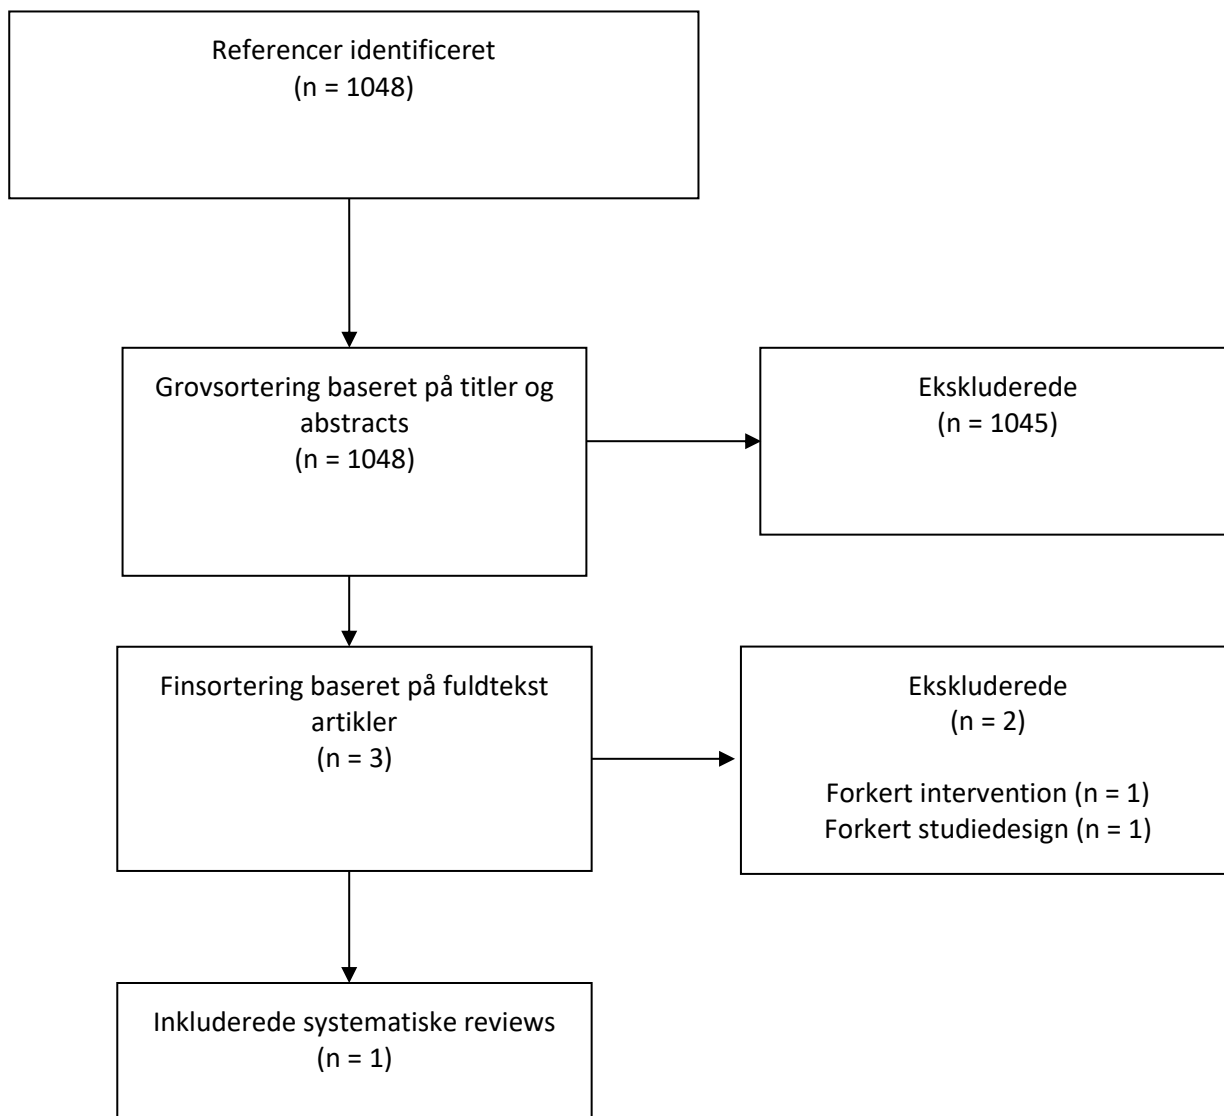 Referencer identificeret
(n = 1048)
Grovsortering baseret på titler og
abstracts
(n = 1048)
Ekskluderede
(n = 1045)
Finsortering baseret på fuldtekst
artikler
(n = 3)
Ekskluderede
(n = 2)
Forkert intervention (n = 1)
Forkert studiedesign (n = 1)
Inkluderede systematiske reviews
(n = 1)